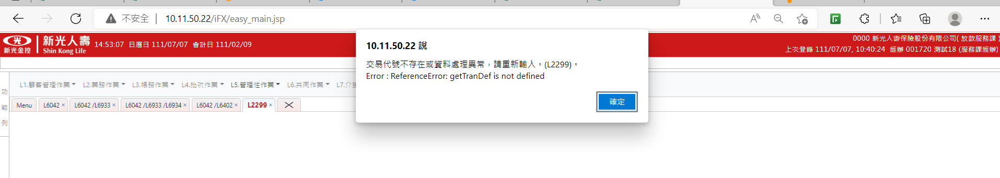 不安全 | 10.11.50.22/iFX/easy_main.jsp
新光金控
新光人壽
Shin Kong Life
14:53:07 日曆日 111/07/07 會計日 111/02/09
0000 新光人壽保險股份有限公司( 放款服務課 )
上次登錄 111/07/07, 10:40:24 經辦 001720 測試18 (服務課經辦)
10.11.50.22 說
交易代號不存在或資料處理異常，請重新輸入。(L2299)。
Error : ReferenceError: getTranDef is not defined
確定
功
能
列
L1.顧客管理作業 L2.業務作業 L3.帳務作業 L4.批次作業 L5.管理性作業 L6.共同作業 L7.介接
Menu L6042 × L6042 /L6933 × L6042 /L6933 /L6934 × L6042 /L6402 × L2299 ×